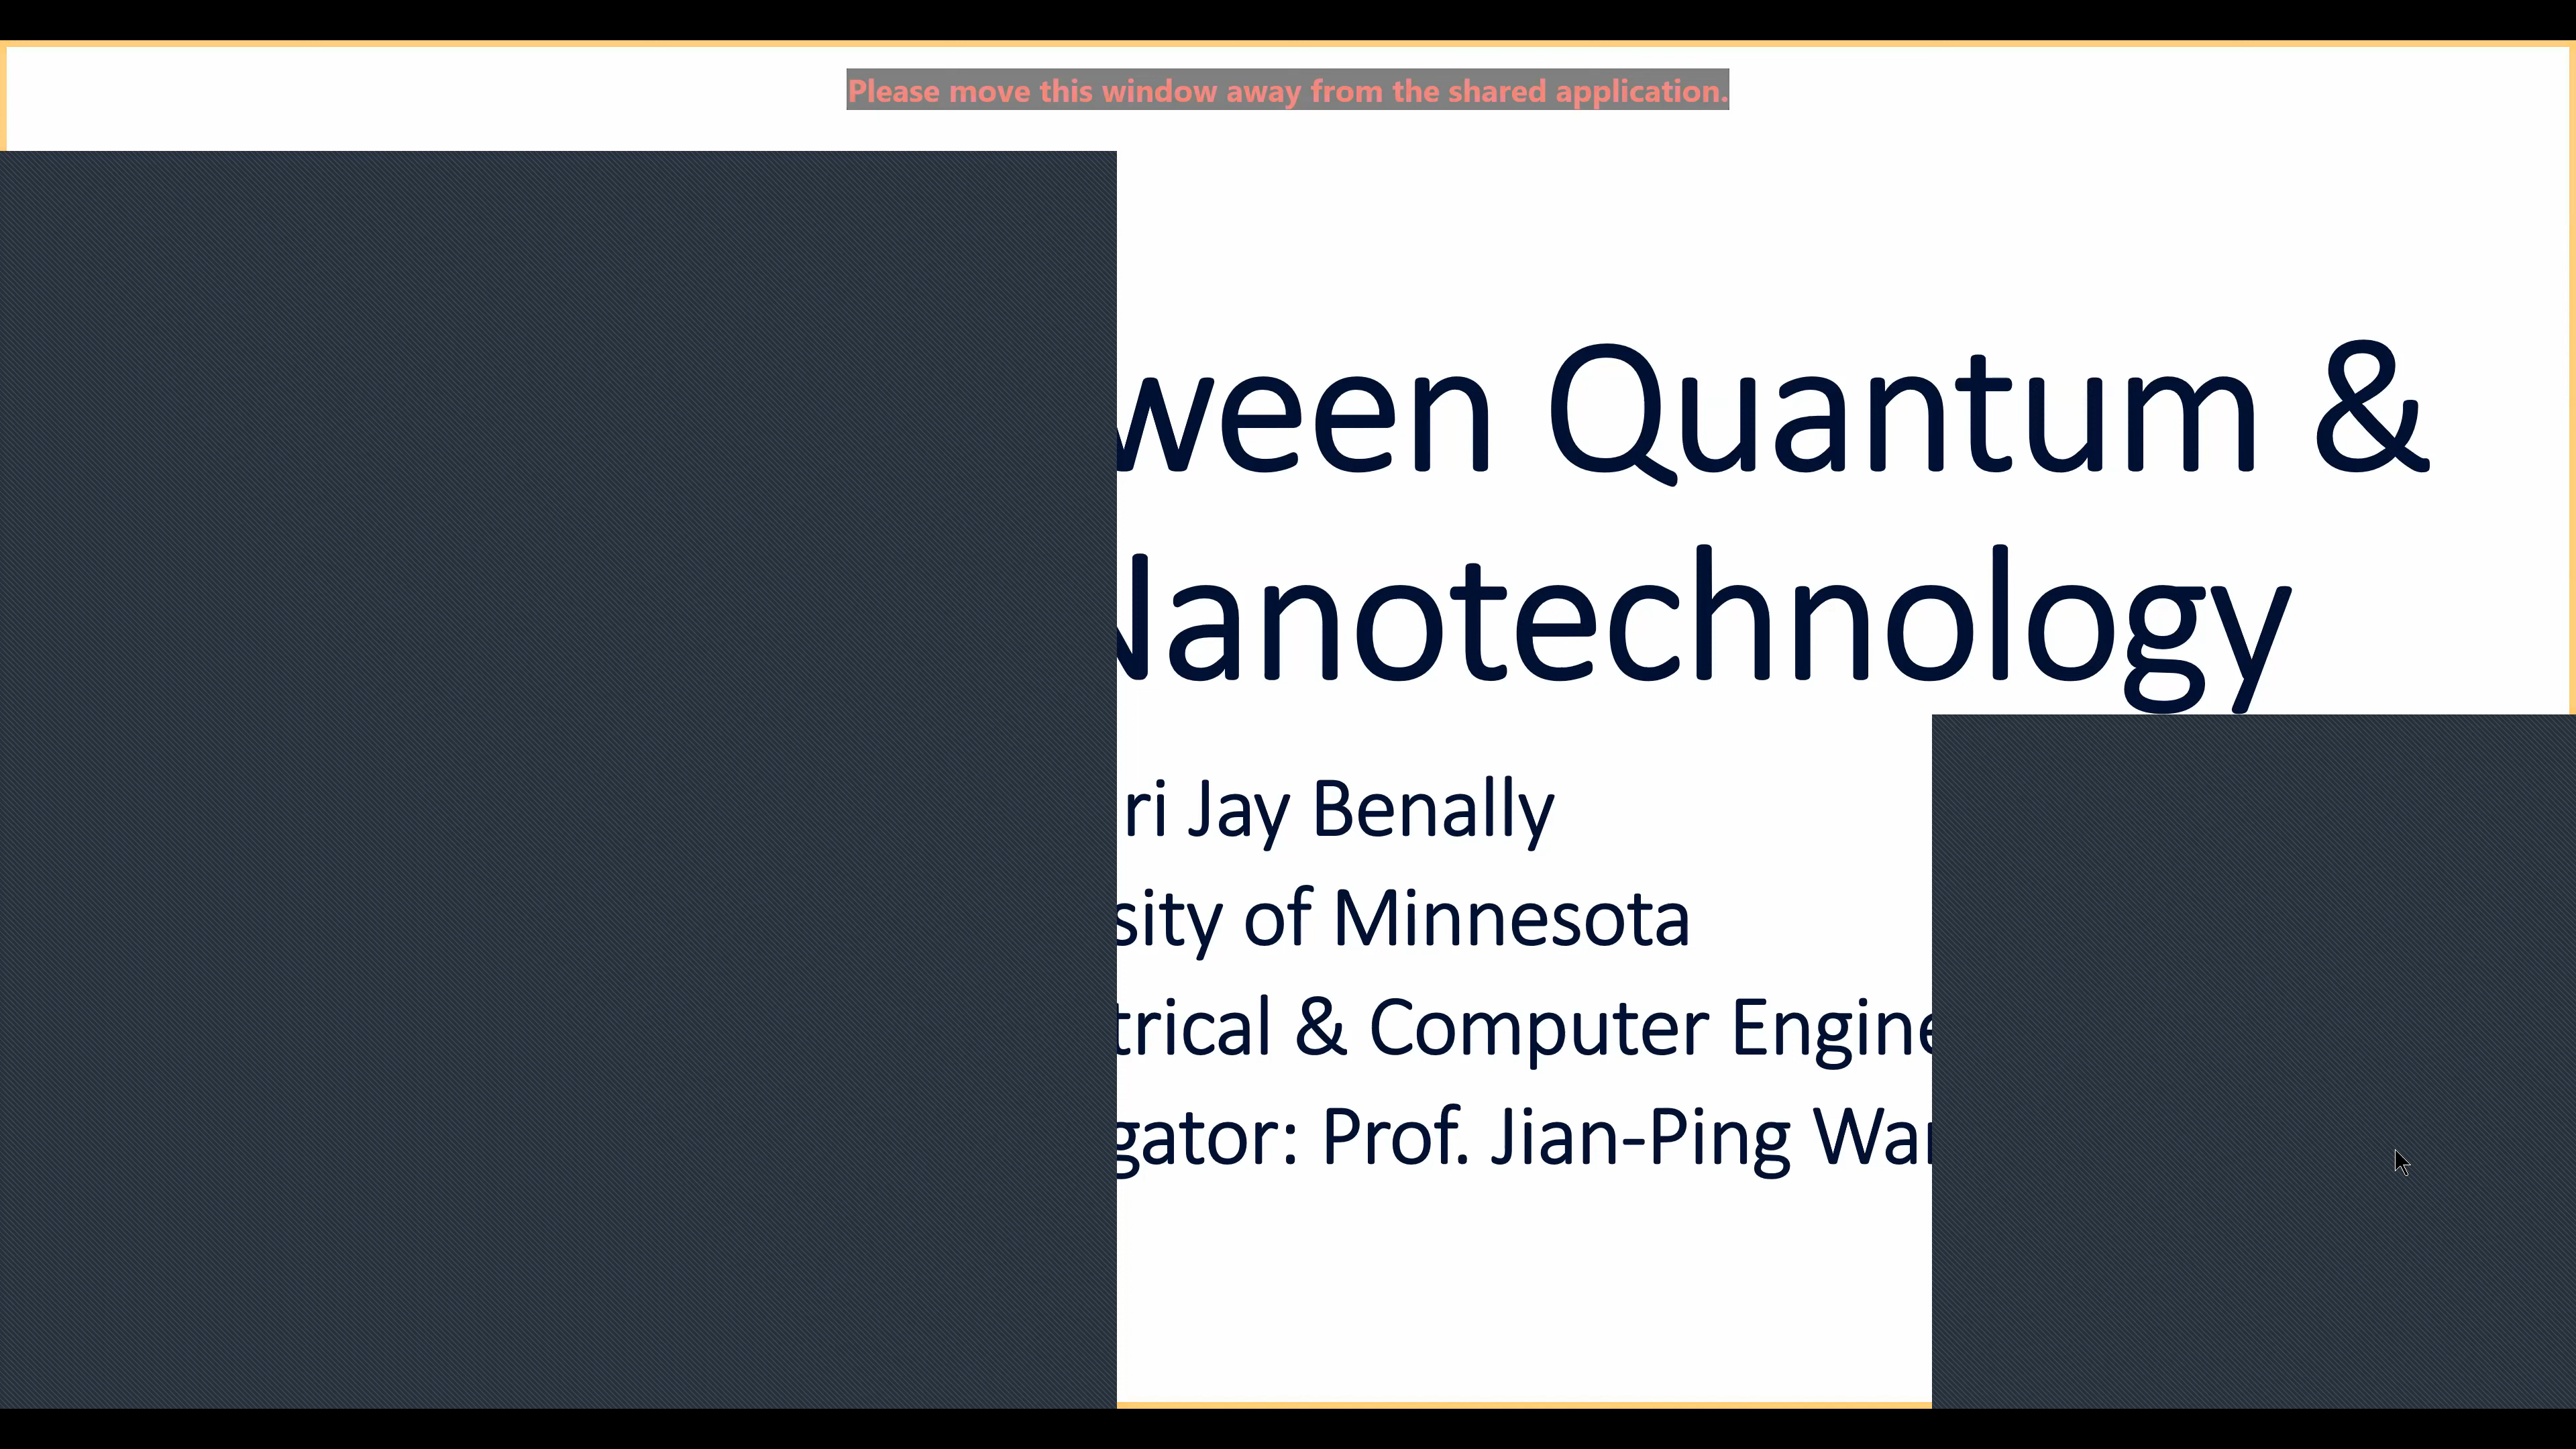 Please move this window away from the shared application.
ween Quantum &
Nanotechnology
ri Jay Benally
sity of Minnesota
trical & Computer Engine
gator: Prof. Jian-Ping Wa